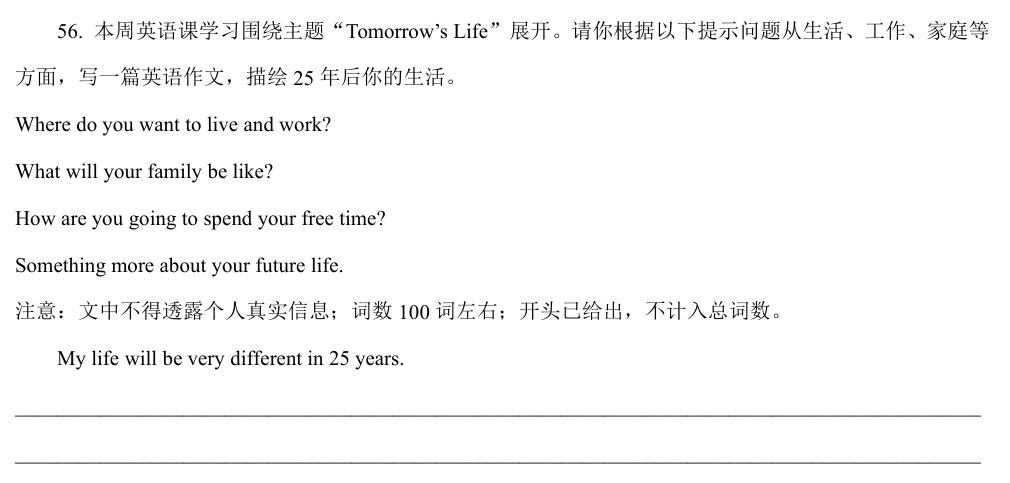 56. 本周英语课学习围绕主题“Tomorrow’s Life”展开。请你根据以下提示问题从生活、工作、家庭等
方面，写一篇英语作文，描绘 25 年后你的生活。
Where do you want to live and work?
What will your family be like?
How are you going to spend your free time?
Something more about your future life.
注意：文中不得透露个人真实信息；词数 100 词左右；开头已给出，不计入总词数。
My life will be very different in 25 years.